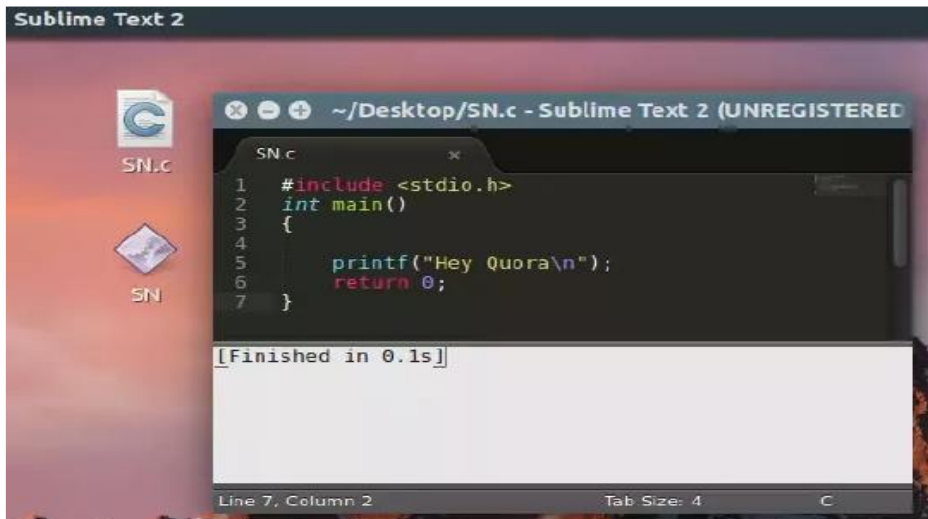 Sublime Text 2
SN.c
SN
~/Desktop/SN.c - Sublime Text 2 (UNREGISTERED
SN.c
1 #include <stdio.h>
2 int main()
3 {
4
5 printf("Hey Quora\n");
6 return 0;
7 }
[Finished in 0.1s]
Line 7, Column 2 Tab Size: 4 C